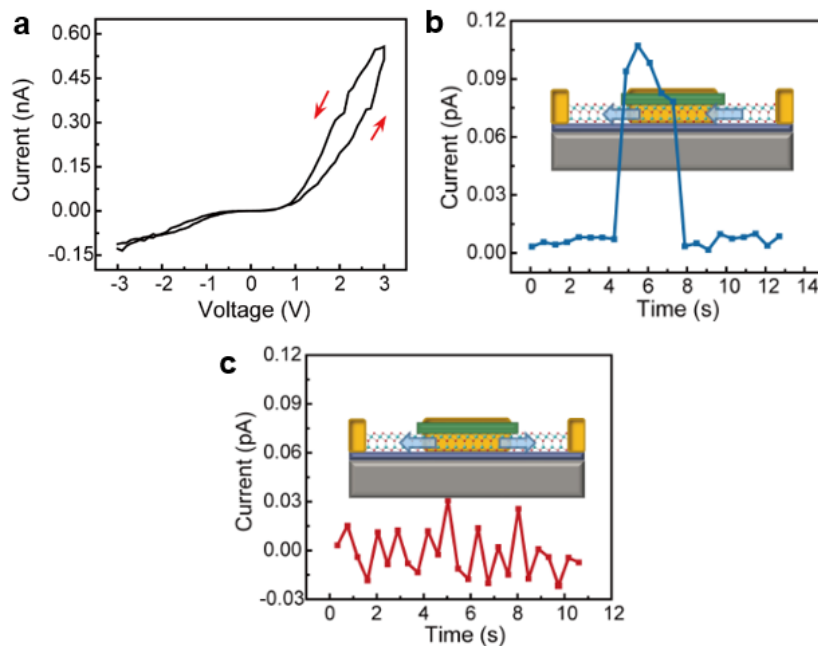 a
0.60
0.45
0.30
0.15
0.00
-0.15
Current (nA)
-3 -2 -1 0 1 2 3
Voltage (V)
b
0.12
0.09
0.06
0.03
0.00
Current (pA)
0 2 4 6 8 10 12 14
Time (s)
c
0.12
0.09
0.06
0.03
0.00
-0.03
Current (pA)
0 2 4 6 8 10 12
Time (s)